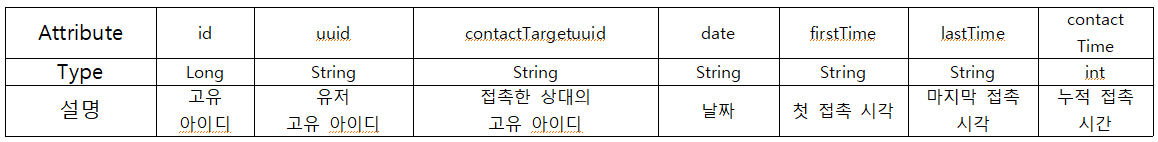 Attribute id uuid contactTargetuuid date firstTime lastTime contact Time
Type Long String String String String String int
설명 고유 아이디 유저 고유 아이디 접촉한 상대의 고유 아이디 날짜 첫 접촉 시각 마지막 접촉 시각 누적 접촉 시간